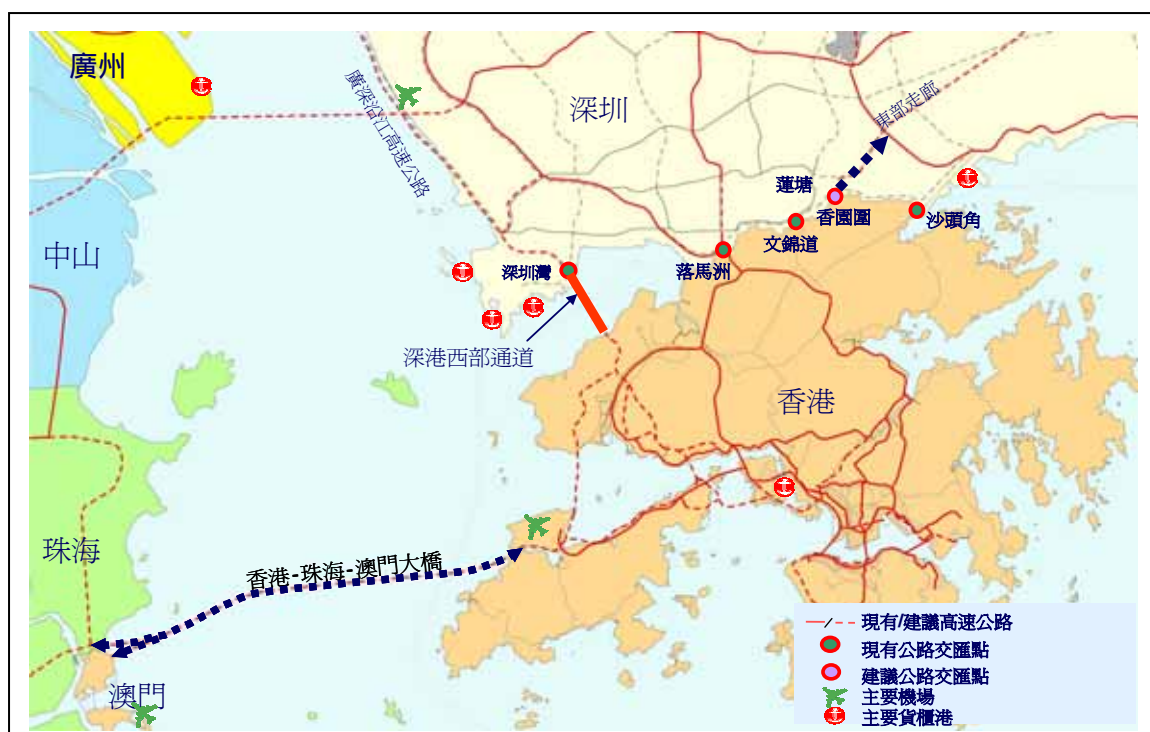 廣州
廣深沿江高速公路
深圳
東部走廊
蓮塘
香園圍
沙頭角
文錦道
中山
深圳灣
落馬洲
深港西部通道
香港
珠海
香港-珠海-澳門大橋
澳門
現有/建議高速公路
現有公路交匯點
建議公路交匯點
主要機場
主要貨櫃港